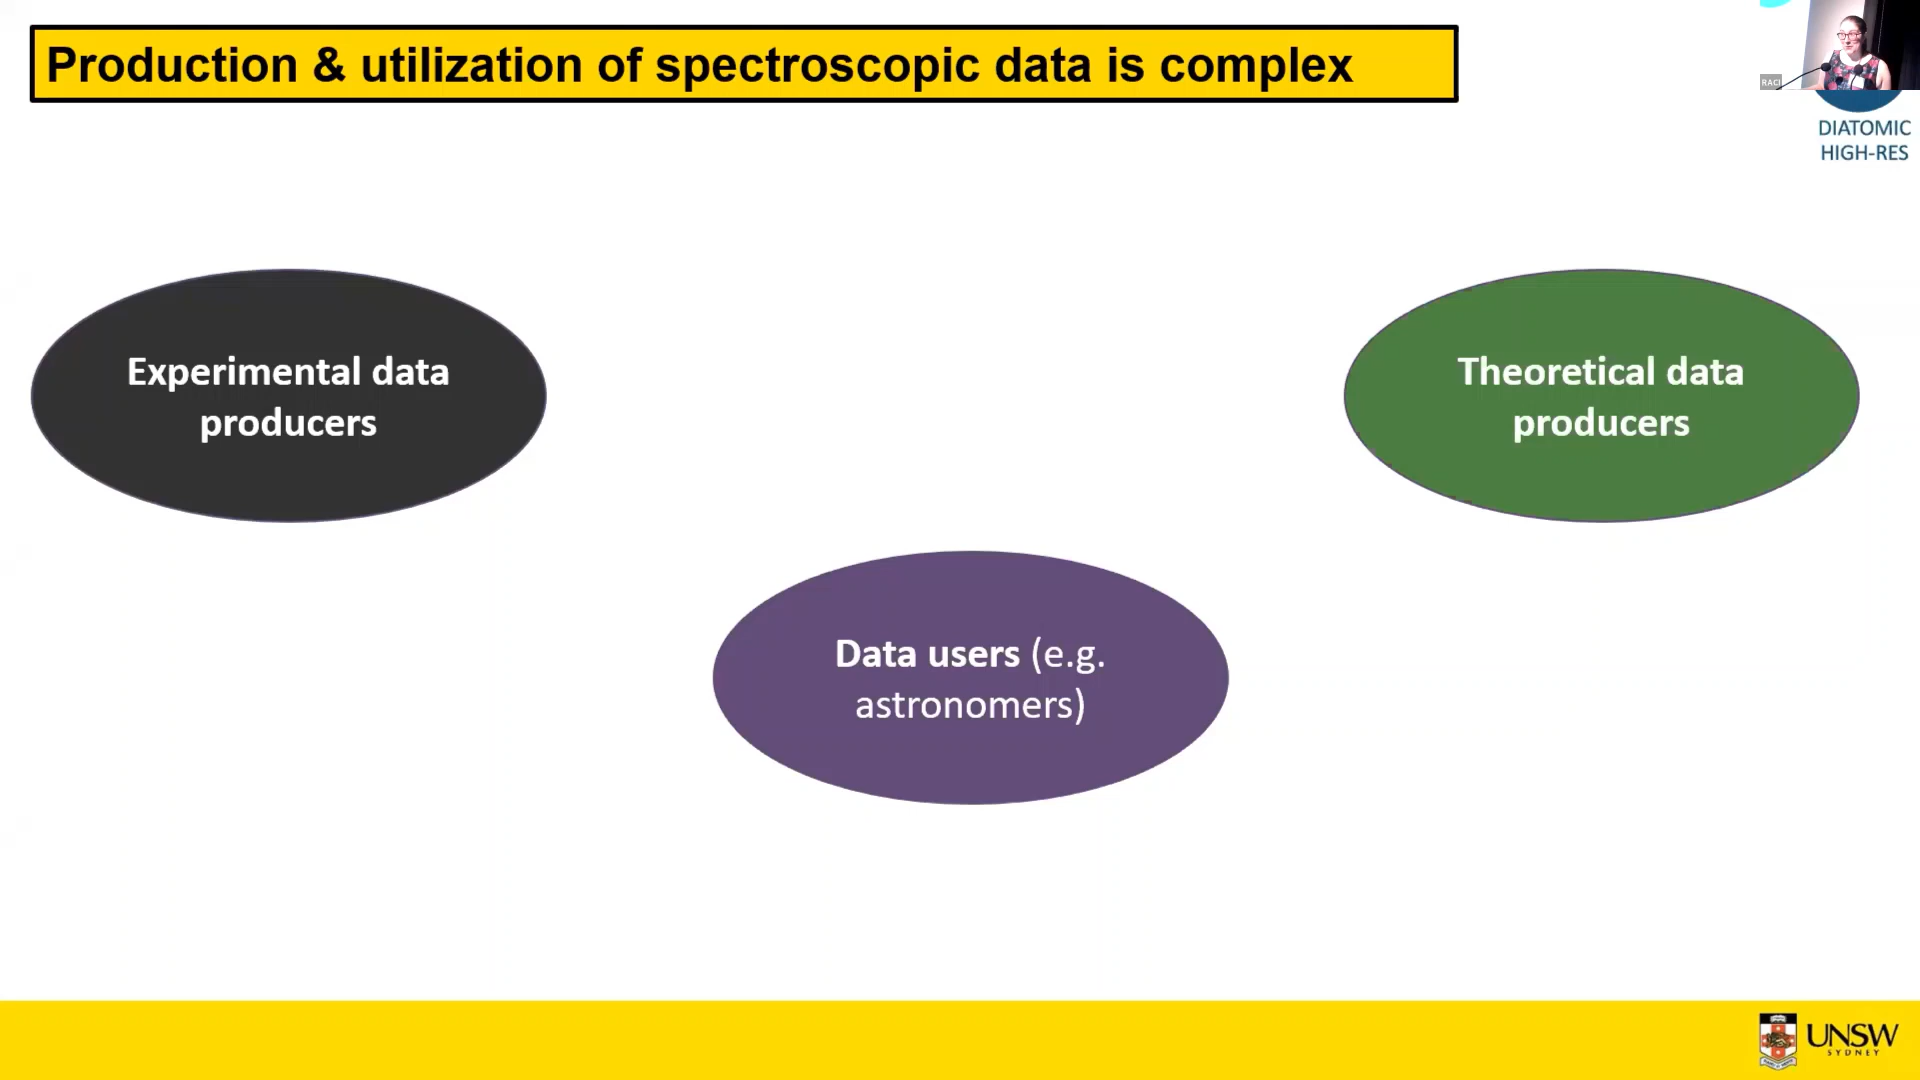 Production & utilization of spectroscopic data is complex
RACI
DIATOMIC
HIGH-RES
Experimental data
producers
Theoretical data
producers
Data users (e.g.
astronomers)
UNSW
SYDNEY